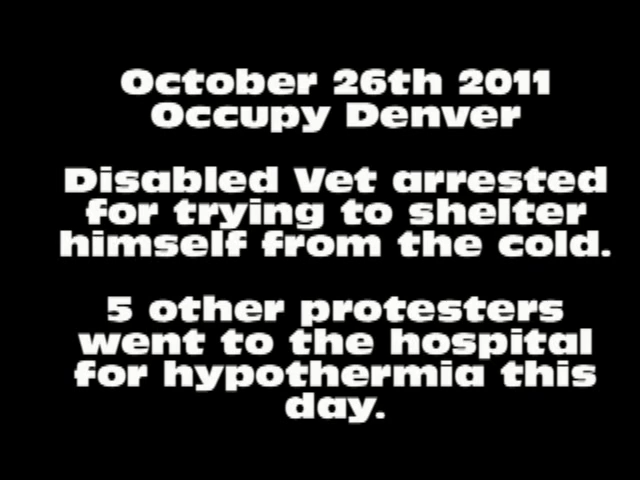 October 26th 2011
Occupy Denver
Disabled Vet arrested
for trying to shelter
himself from the cold.
5 other protesters
went to the hospital
for hypothermia this
day.